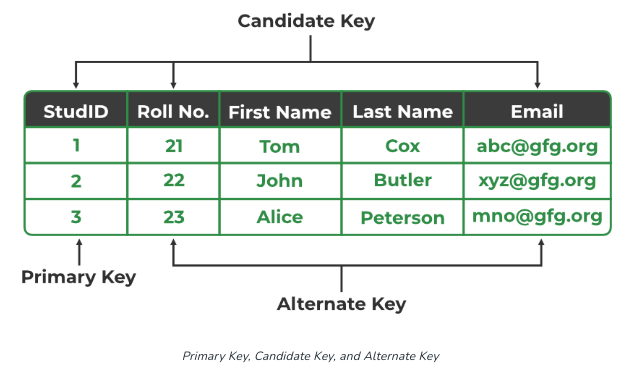 Candidate Key
StudID Roll No. First Name Last Name Email
1 21 Tom Cox abc@gfg.org
2 22 John Butler xyz@gfg.org
3 23 Alice Peterson mno@gfg.org
Primary Key
Alternate Key
Primary Key, Candidate Key, and Alternate Key